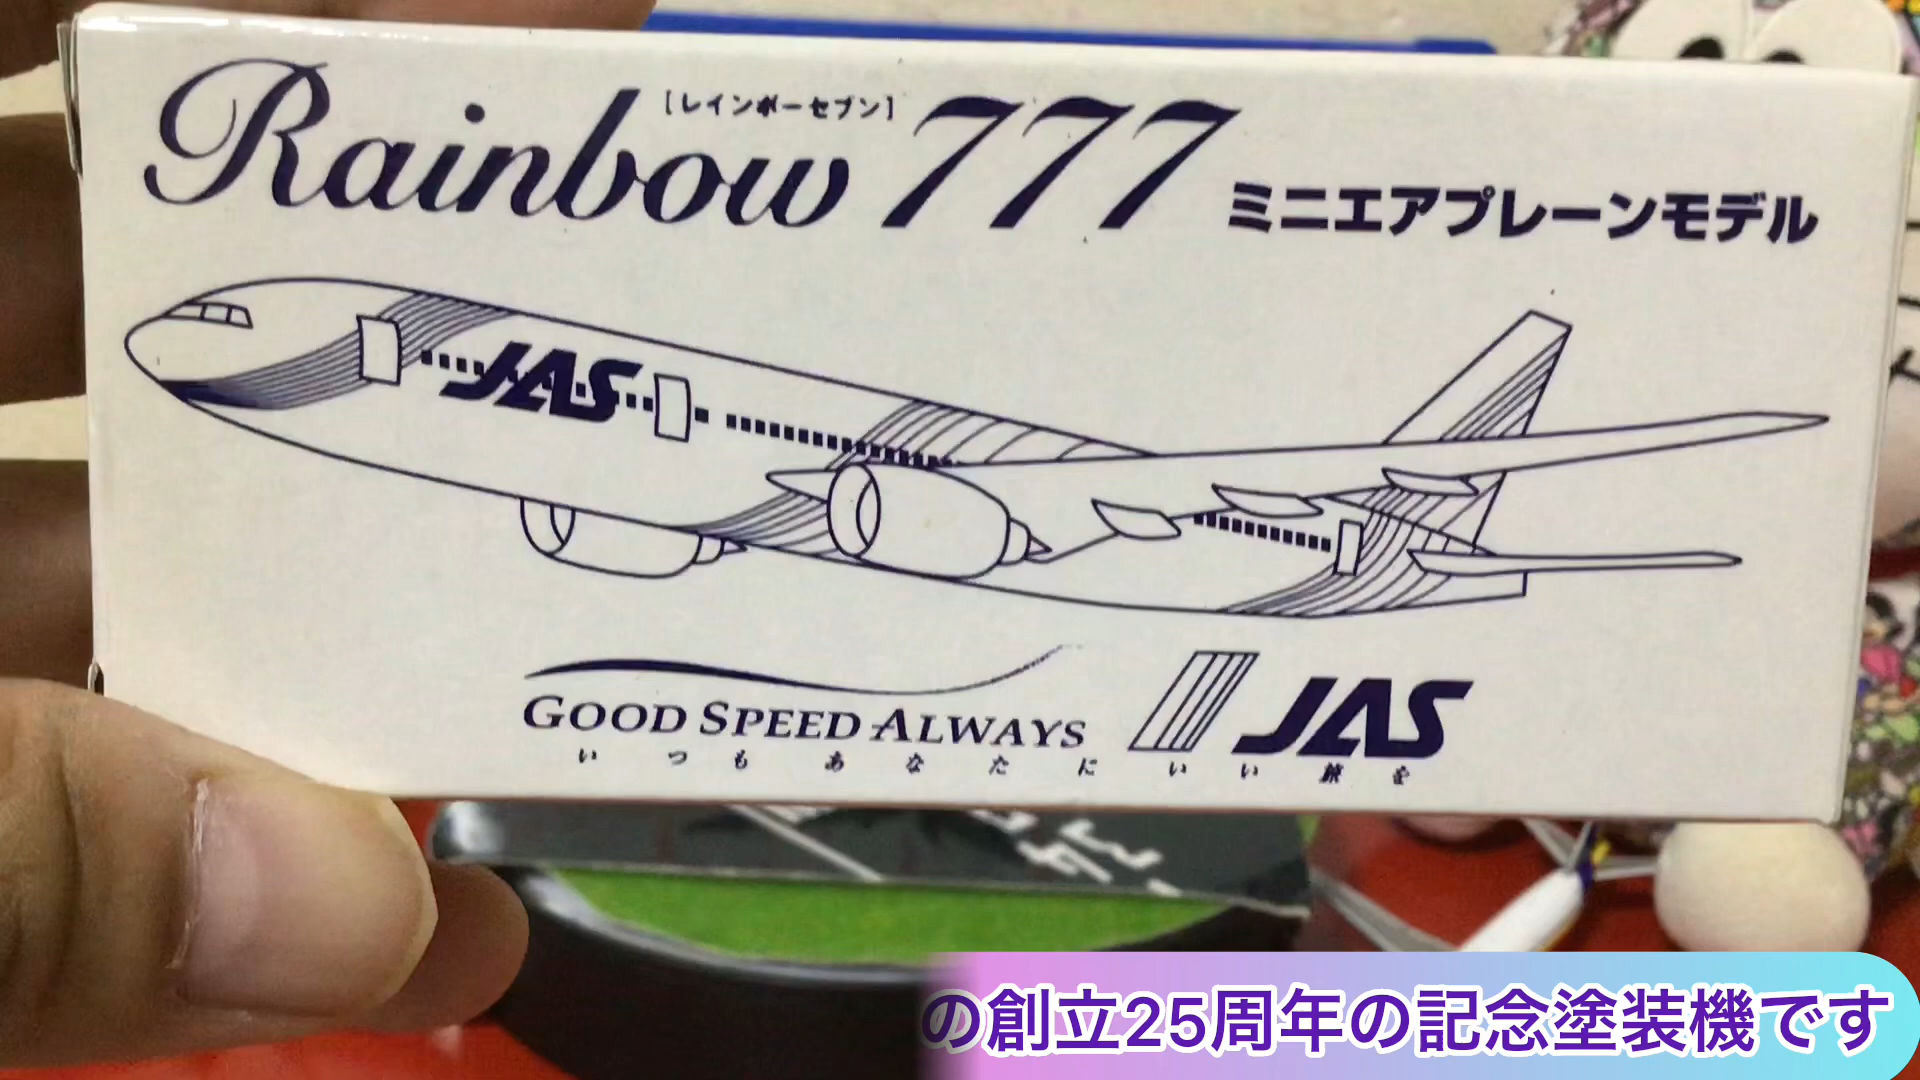 [レインボーセブン]
Rainbow 777 ミニエアプレーンモデル
JAS
GOOD SPEED ALWAYS JAS
いつもあなたにいい旅を
の創立25周年の記念塗装機です